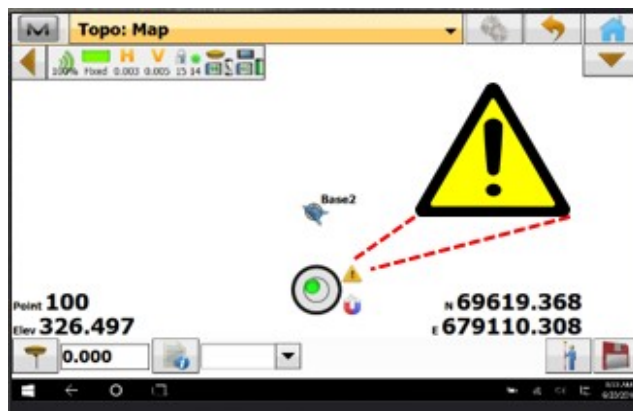 Topo: Map
H V
100% Fixed 0.003 0.005 15 14
Base2
Point 100
Elev 326.497
N 69619.368
E 679110.308
0.000